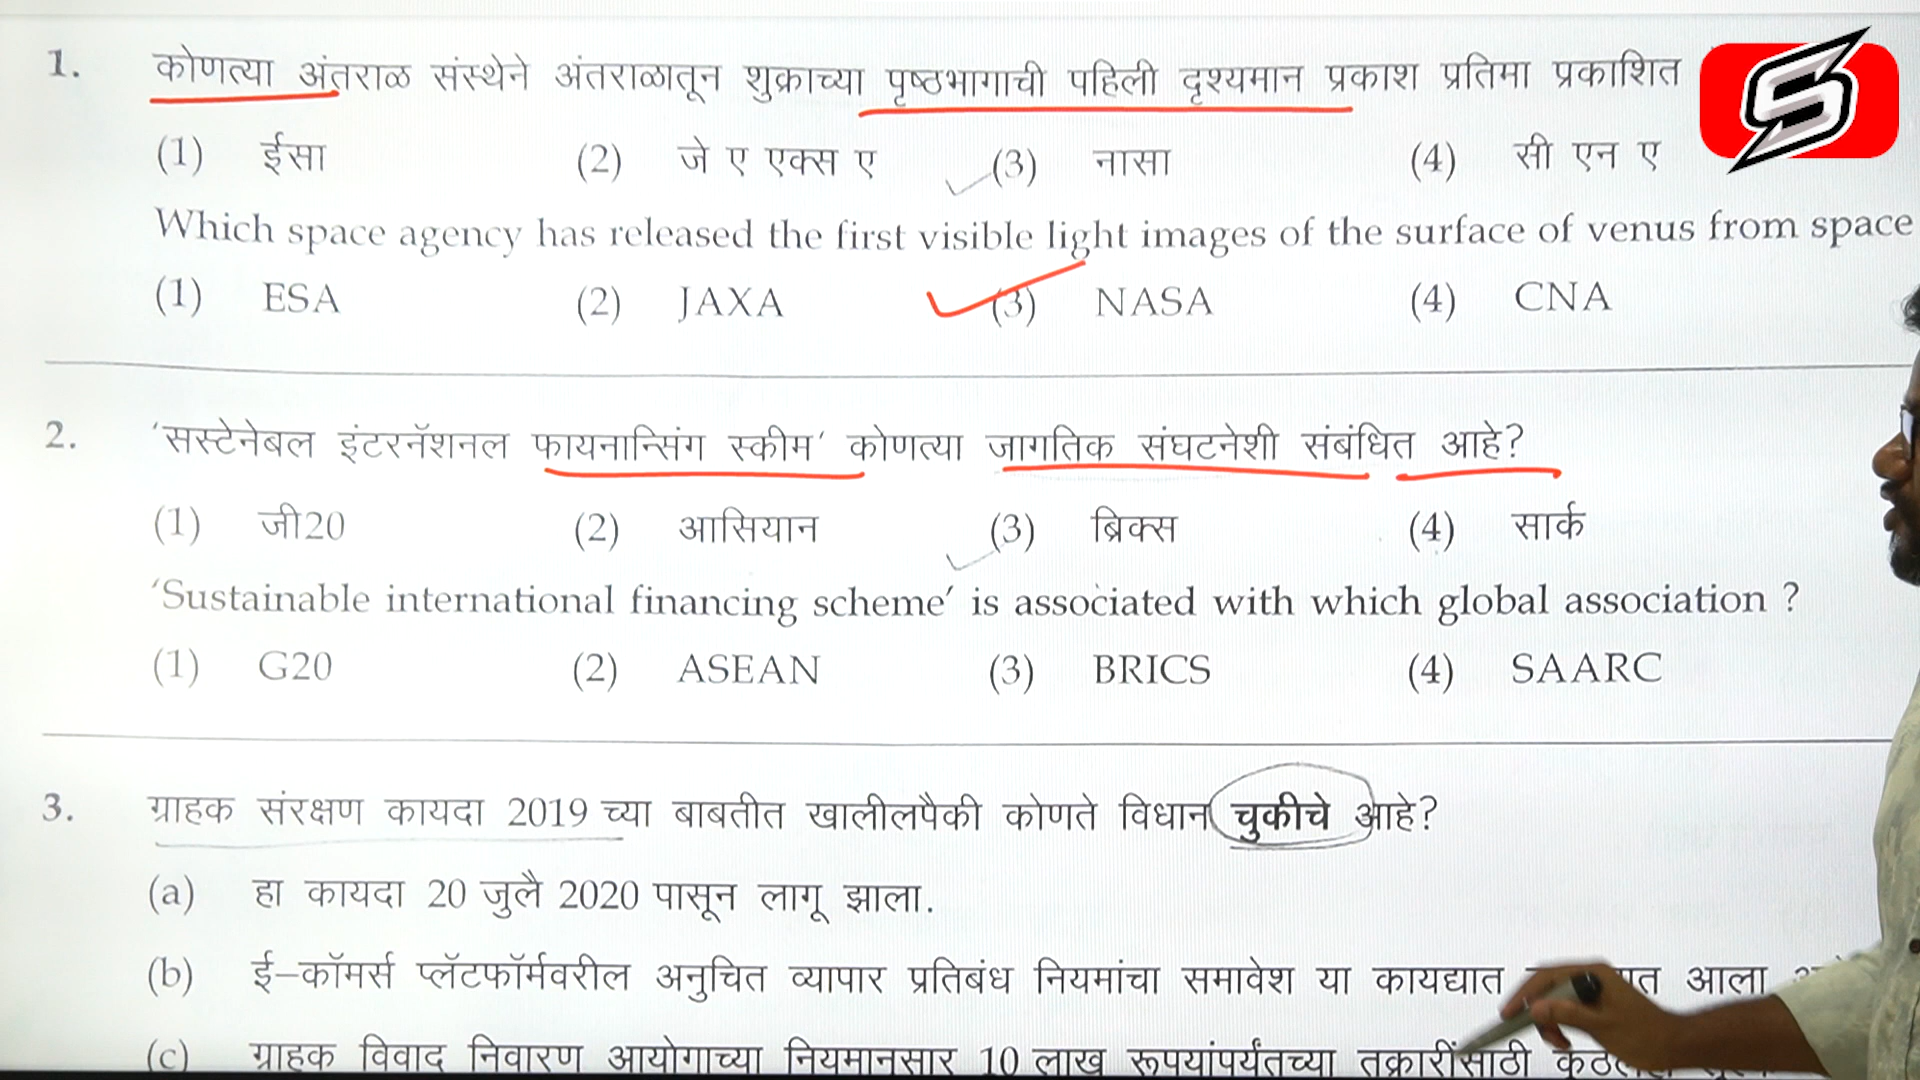 1. कोणत्या अंतराळ संस्थेने अंतराळातून शुक्राच्या पृष्ठभागाची पहिली दृश्यमान प्रकाश प्रतिमा प्रकाशित
(1) ईसा (2) जे ए एक्स ए (3) नासा (4) सी एन ए
Which space agency has released the first visible light images of the surface of venus from space
(1) ESA (2) JAXA (3) NASA (4) CNA
2. 'सस्टेनेबल इंटरनॅशनल फायनान्सिंग स्कीम' कोणत्या जागतिक संघटनेशी संबंधित आहे?
(1) जी20 (2) आसियान (3) ब्रिक्स (4) सार्क
'Sustainable international financing scheme' is associated with which global association ?
(1) G20 (2) ASEAN (3) BRICS (4) SAARC
3. ग्राहक संरक्षण कायदा 2019 च्या बाबतीत खालीलपैकी कोणते विधान चुकीचे आहे?
(a) हा कायदा 20 जुलै 2020 पासून लागू झाला.
(b) ई-कॉमर्स प्लॅटफॉर्मवरील अनुचित व्यापार प्रतिबंध नियमांचा समावेश या कायद्यात आला
(c) ग्राहक विवाद निवारण आयोगाच्या नियमानसार 10 लाख रूपयांपर्यंतच्या तक्रारींसाठी